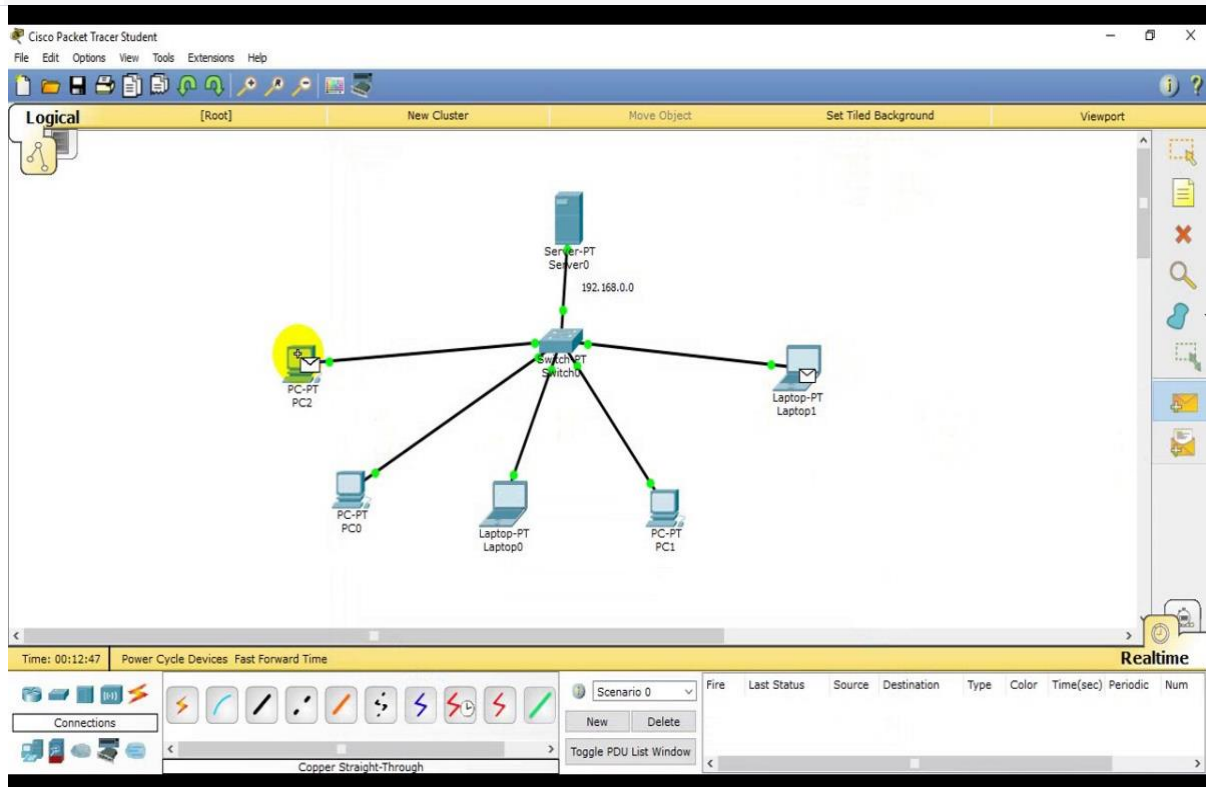 Cisco Packet Tracer Student
File Edit Options View Tools Extensions Help
Logical [Root] New Cluster Move Object Set Tiled Background Viewport
Server-PT
Server0
192.168.0.0
Switch-PT
Switch0
PC-PT
PC2
Laptop-PT
Laptop1
PC-PT
PC0
Laptop-PT
Laptop0
PC-PT
PC1
Time: 00:12:47 Power Cycle Devices Fast Forward Time Realtime
Connections
Copper Straight-Through
Scenario 0
New Delete
Toggle PDU List Window
Fire Last Status Source Destination Type Color Time(sec) Periodic Num